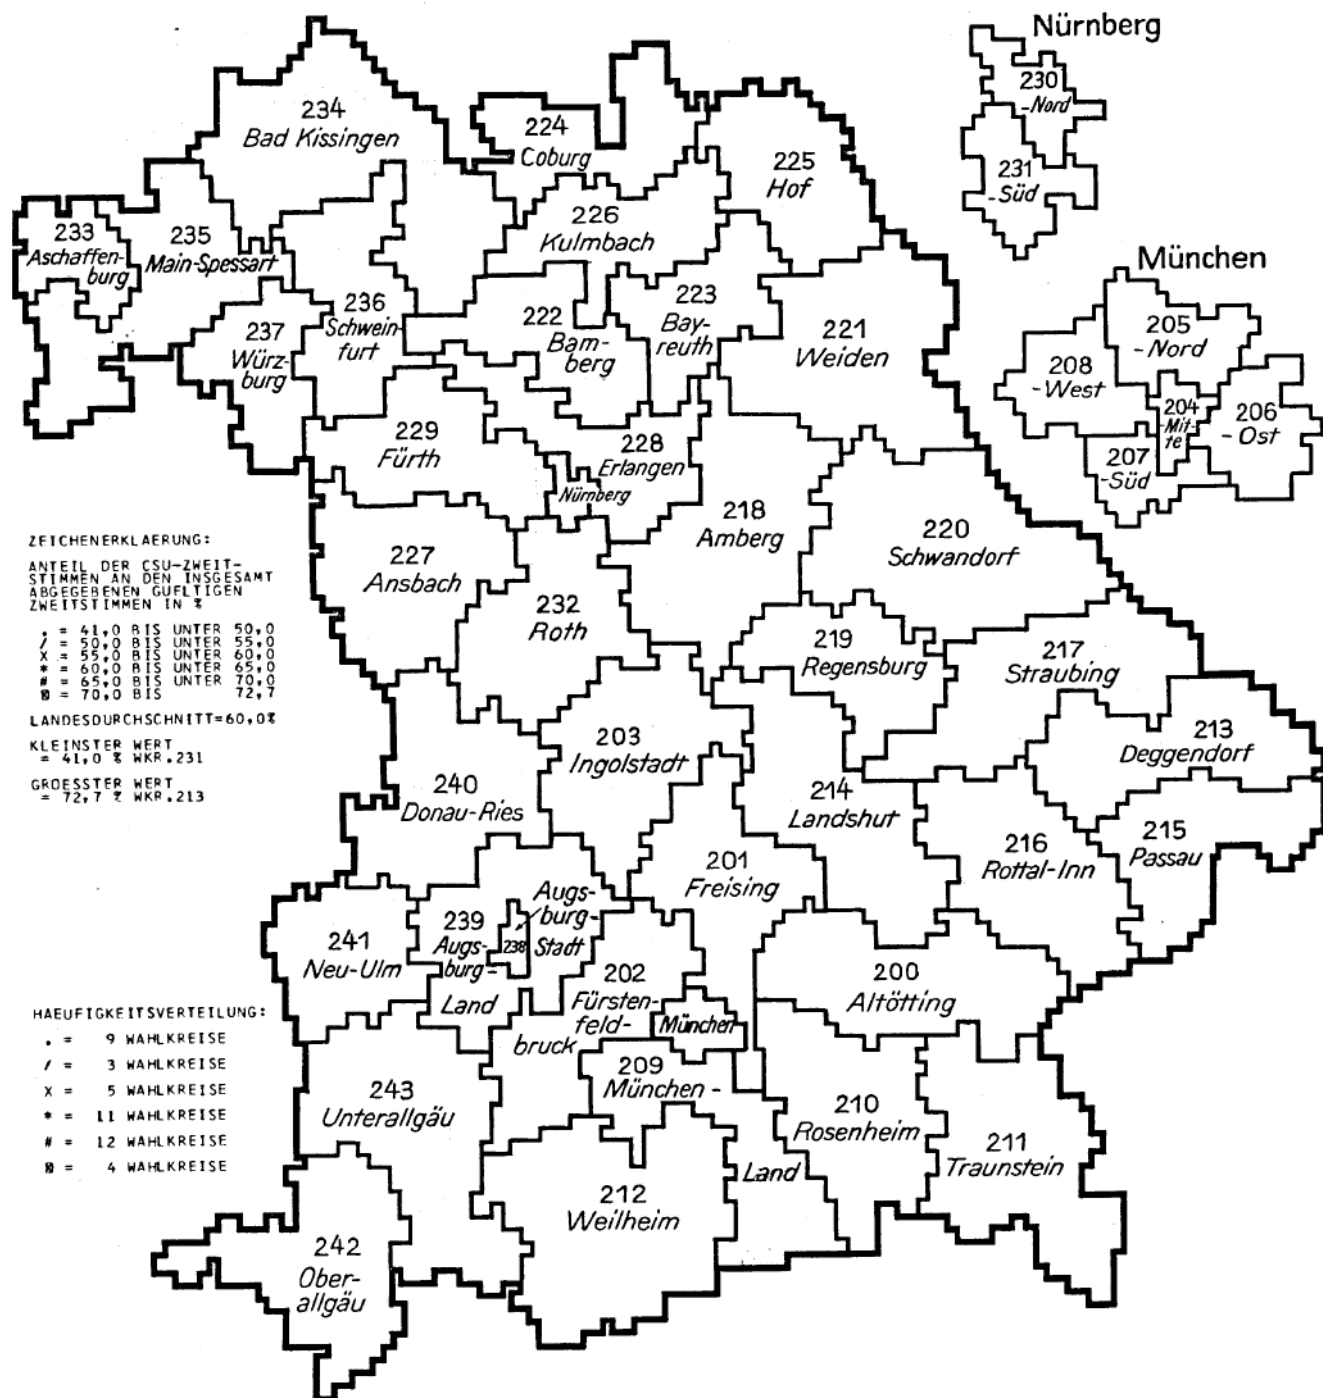 Nürnberg
230
-Nord
231
-Süd
234
Bad Kissingen
224
Coburg
225
Hof
226
Kulmbach
233
Aschaffen-
burg
235
Main-Spessart
236
Schwein-
furt
237
Würz-
burg
222
Bam-
berg
223
Bay-
reuth
221
Weiden
München
205
-Nord
208
-West
204
-Mit-
te
206
-Ost
207
-Süd
229
Fürth
228
Erlangen
Nürnberg
218
Amberg
220
Schwandorf
227
Ansbach
232
Roth
219
Regensburg
217
Straubing
213
Deggendorf
203
Ingolstadt
240
Donau-Ries
214
Landshut
216
Rottal-Inn
215
Passau
201
Freising
241
Neu-Ulm
239
Augs-
burg-
Land
238
Augs-
burg-
Stadt
202
Fürsten-
feld-
bruck
München
200
Altötting
209
München-
Land
243
Unterallgäu
210
Rosenheim
211
Traunstein
212
Weilheim
242
Ober-
allgäu
ZEICHENERKLAERUNG:
ANTEIL DER CSU-ZWEIT-
STIMMEN AN DEN INSGESAMT
ABGEGEBENEN GUELTIGEN
ZWEITSTIMMEN IN %
. = 41,0 BIS UNTER 50,0
/ = 50,0 BIS UNTER 55,0
X = 55,0 BIS UNTER 60,0
* = 60,0 BIS UNTER 65,0
# = 65,0 BIS UNTER 70,0
= 70,0 BIS 72,7
LANDESDURCHSCHNITT=60,0%
KLEINSTER WERT
= 41,0 % WKR.231
GROESSTER WERT
= 72,7 % WKR.213
HAEUFIGKEITSVERTEILUNG:
. = 9 WAHLKREISE
/ = 3 WAHLKREISE
X = 5 WAHLKREISE
* = 11 WAHLKREISE
# = 12 WAHLKREISE
= 4 WAHLKREISE